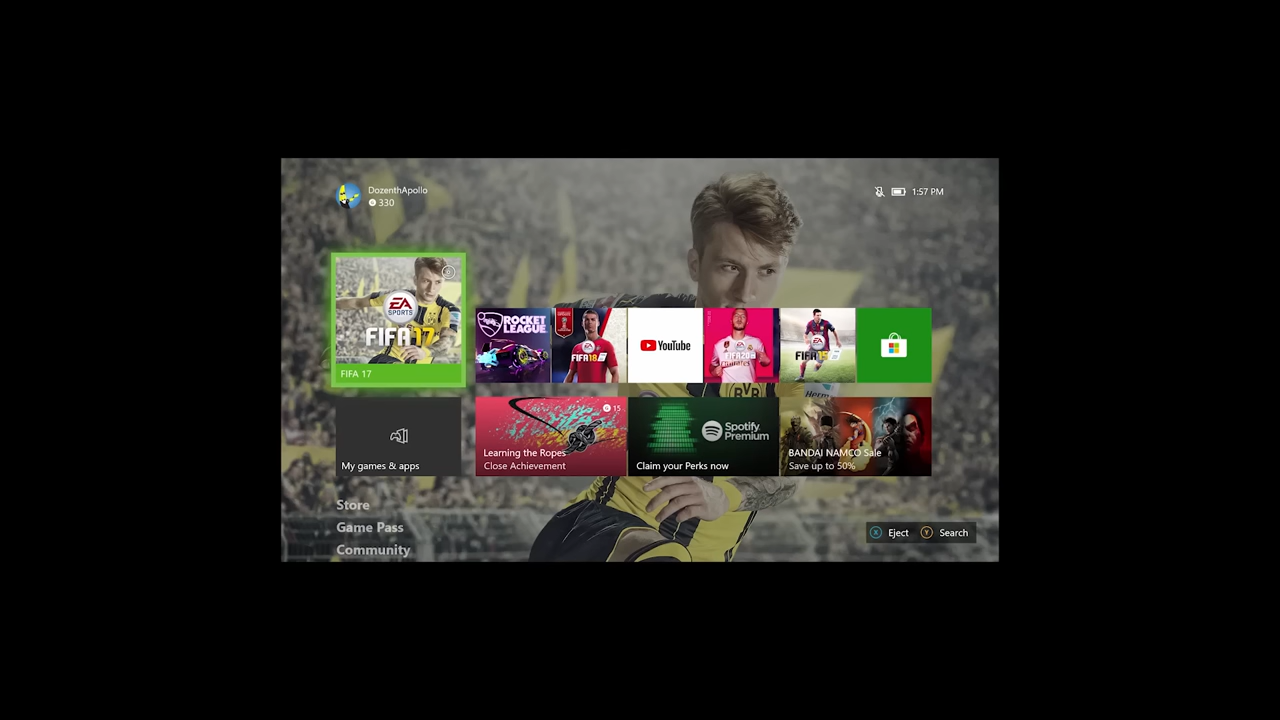 DozenthApollo
G 330
1:57 PM
EA
SPORTS
FIFA 17
FIFA 17
ROCKET
LEAGUE
FIFA 18
YouTube
FIFA 20
FIFA 15
My games & apps
G 15
Learning the Ropes
Close Achievement
Spotify
Premium
Claim your Perks now
BANDAI NAMCO Sale
Save up to 50%
Store
Game Pass
Community
X Eject
Y Search